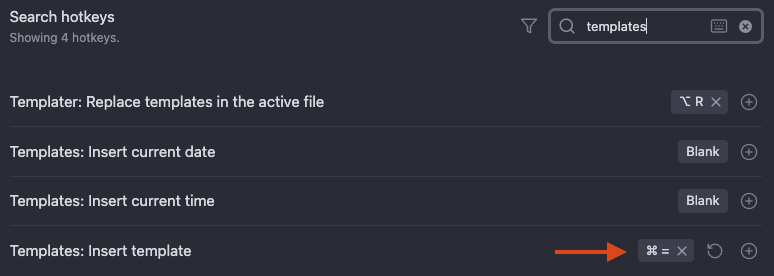 Search hotkeys
Showing 4 hotkeys.
templates
Templater: Replace templates in the active file
⌥ R
Templates: Insert current date
Blank
Templates: Insert current time
Blank
Templates: Insert template
⌘ =